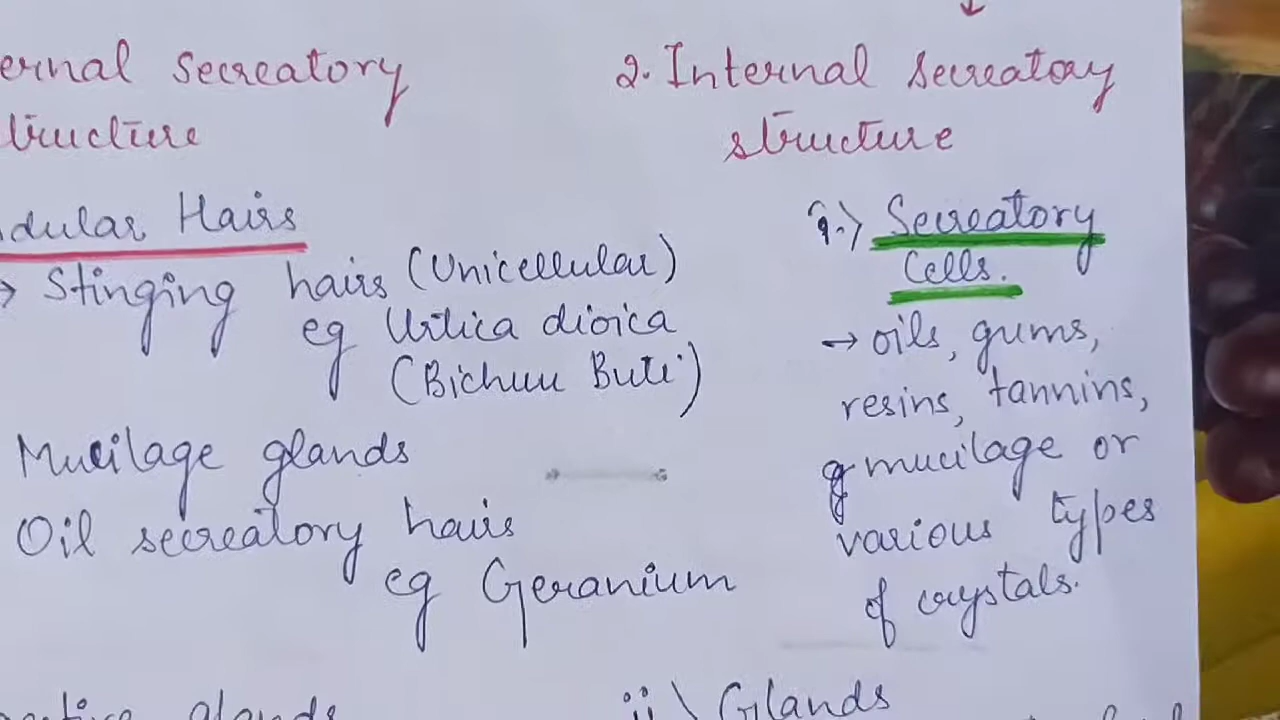 ernal secreatory
tructure
dular Hairs
→ Stinging hairs (Unicellular)
eg Urtica dioica
(Bichuu Buti)
Mucilage glands
Oil secreatory hairs
eg Geranium
glands
2. Internal secreatory
structure
i.) Secreatory
Cells.
→ oils, gums,
resins, tannins,
mucilage or
various types
of crystals.
ii) Glands